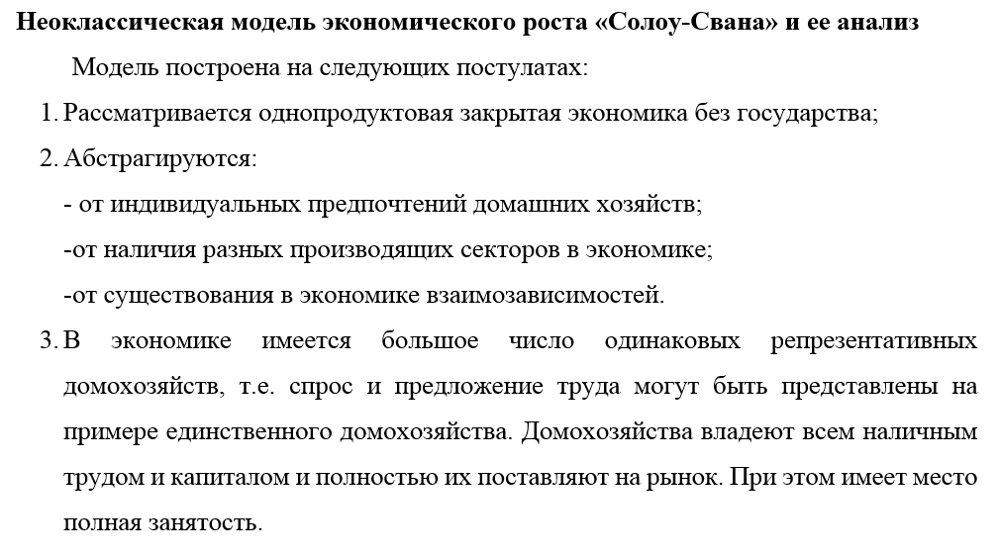 Неоклассическая модель экономического роста «Солоу-Свана» и ее анализ
Модель построена на следующих постулатах:
1. Рассматривается однопродуктовая закрытая экономика без государства;
2. Абстрагируются:
- от индивидуальных предпочтений домашних хозяйств;
-от наличия разных производящих секторов в экономике;
-от существования в экономике взаимозависимостей.
3. В экономике имеется большое число одинаковых репрезентативных
домохозяйств, т.е. спрос и предложение труда могут быть представлены на
примере единственного домохозяйства. Домохозяйства владеют всем наличным
трудом и капиталом и полностью их поставляют на рынок. При этом имеет место
полная занятость.